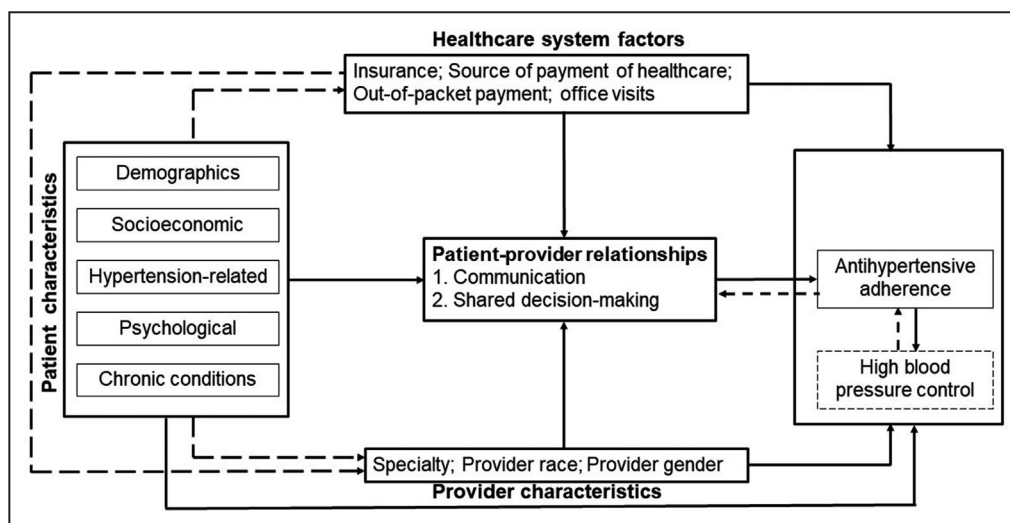 Healthcare system factors
Insurance; Source of payment of healthcare;
Out-of-packet payment; office visits
Patient characteristics
Demographics
Socioeconomic
Hypertension-related
Psychological
Chronic conditions
Patient-provider relationships
1. Communication
2. Shared decision-making
Antihypertensive
adherence
High blood
pressure control
Specialty; Provider race; Provider gender
Provider characteristics